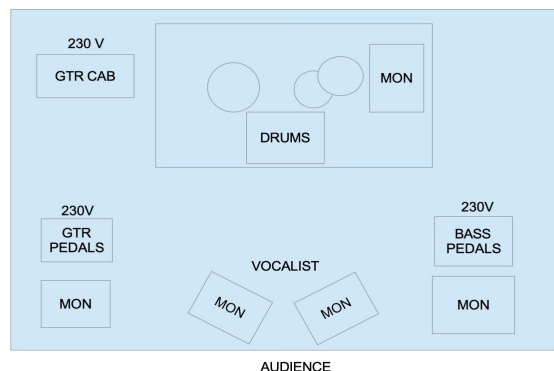 230 V
GTR CAB
MON
DRUMS
230V
GTR
PEDALS
230V
BASS
PEDALS
VOCALIST
MON
MON
MON
MON
AUDIENCE